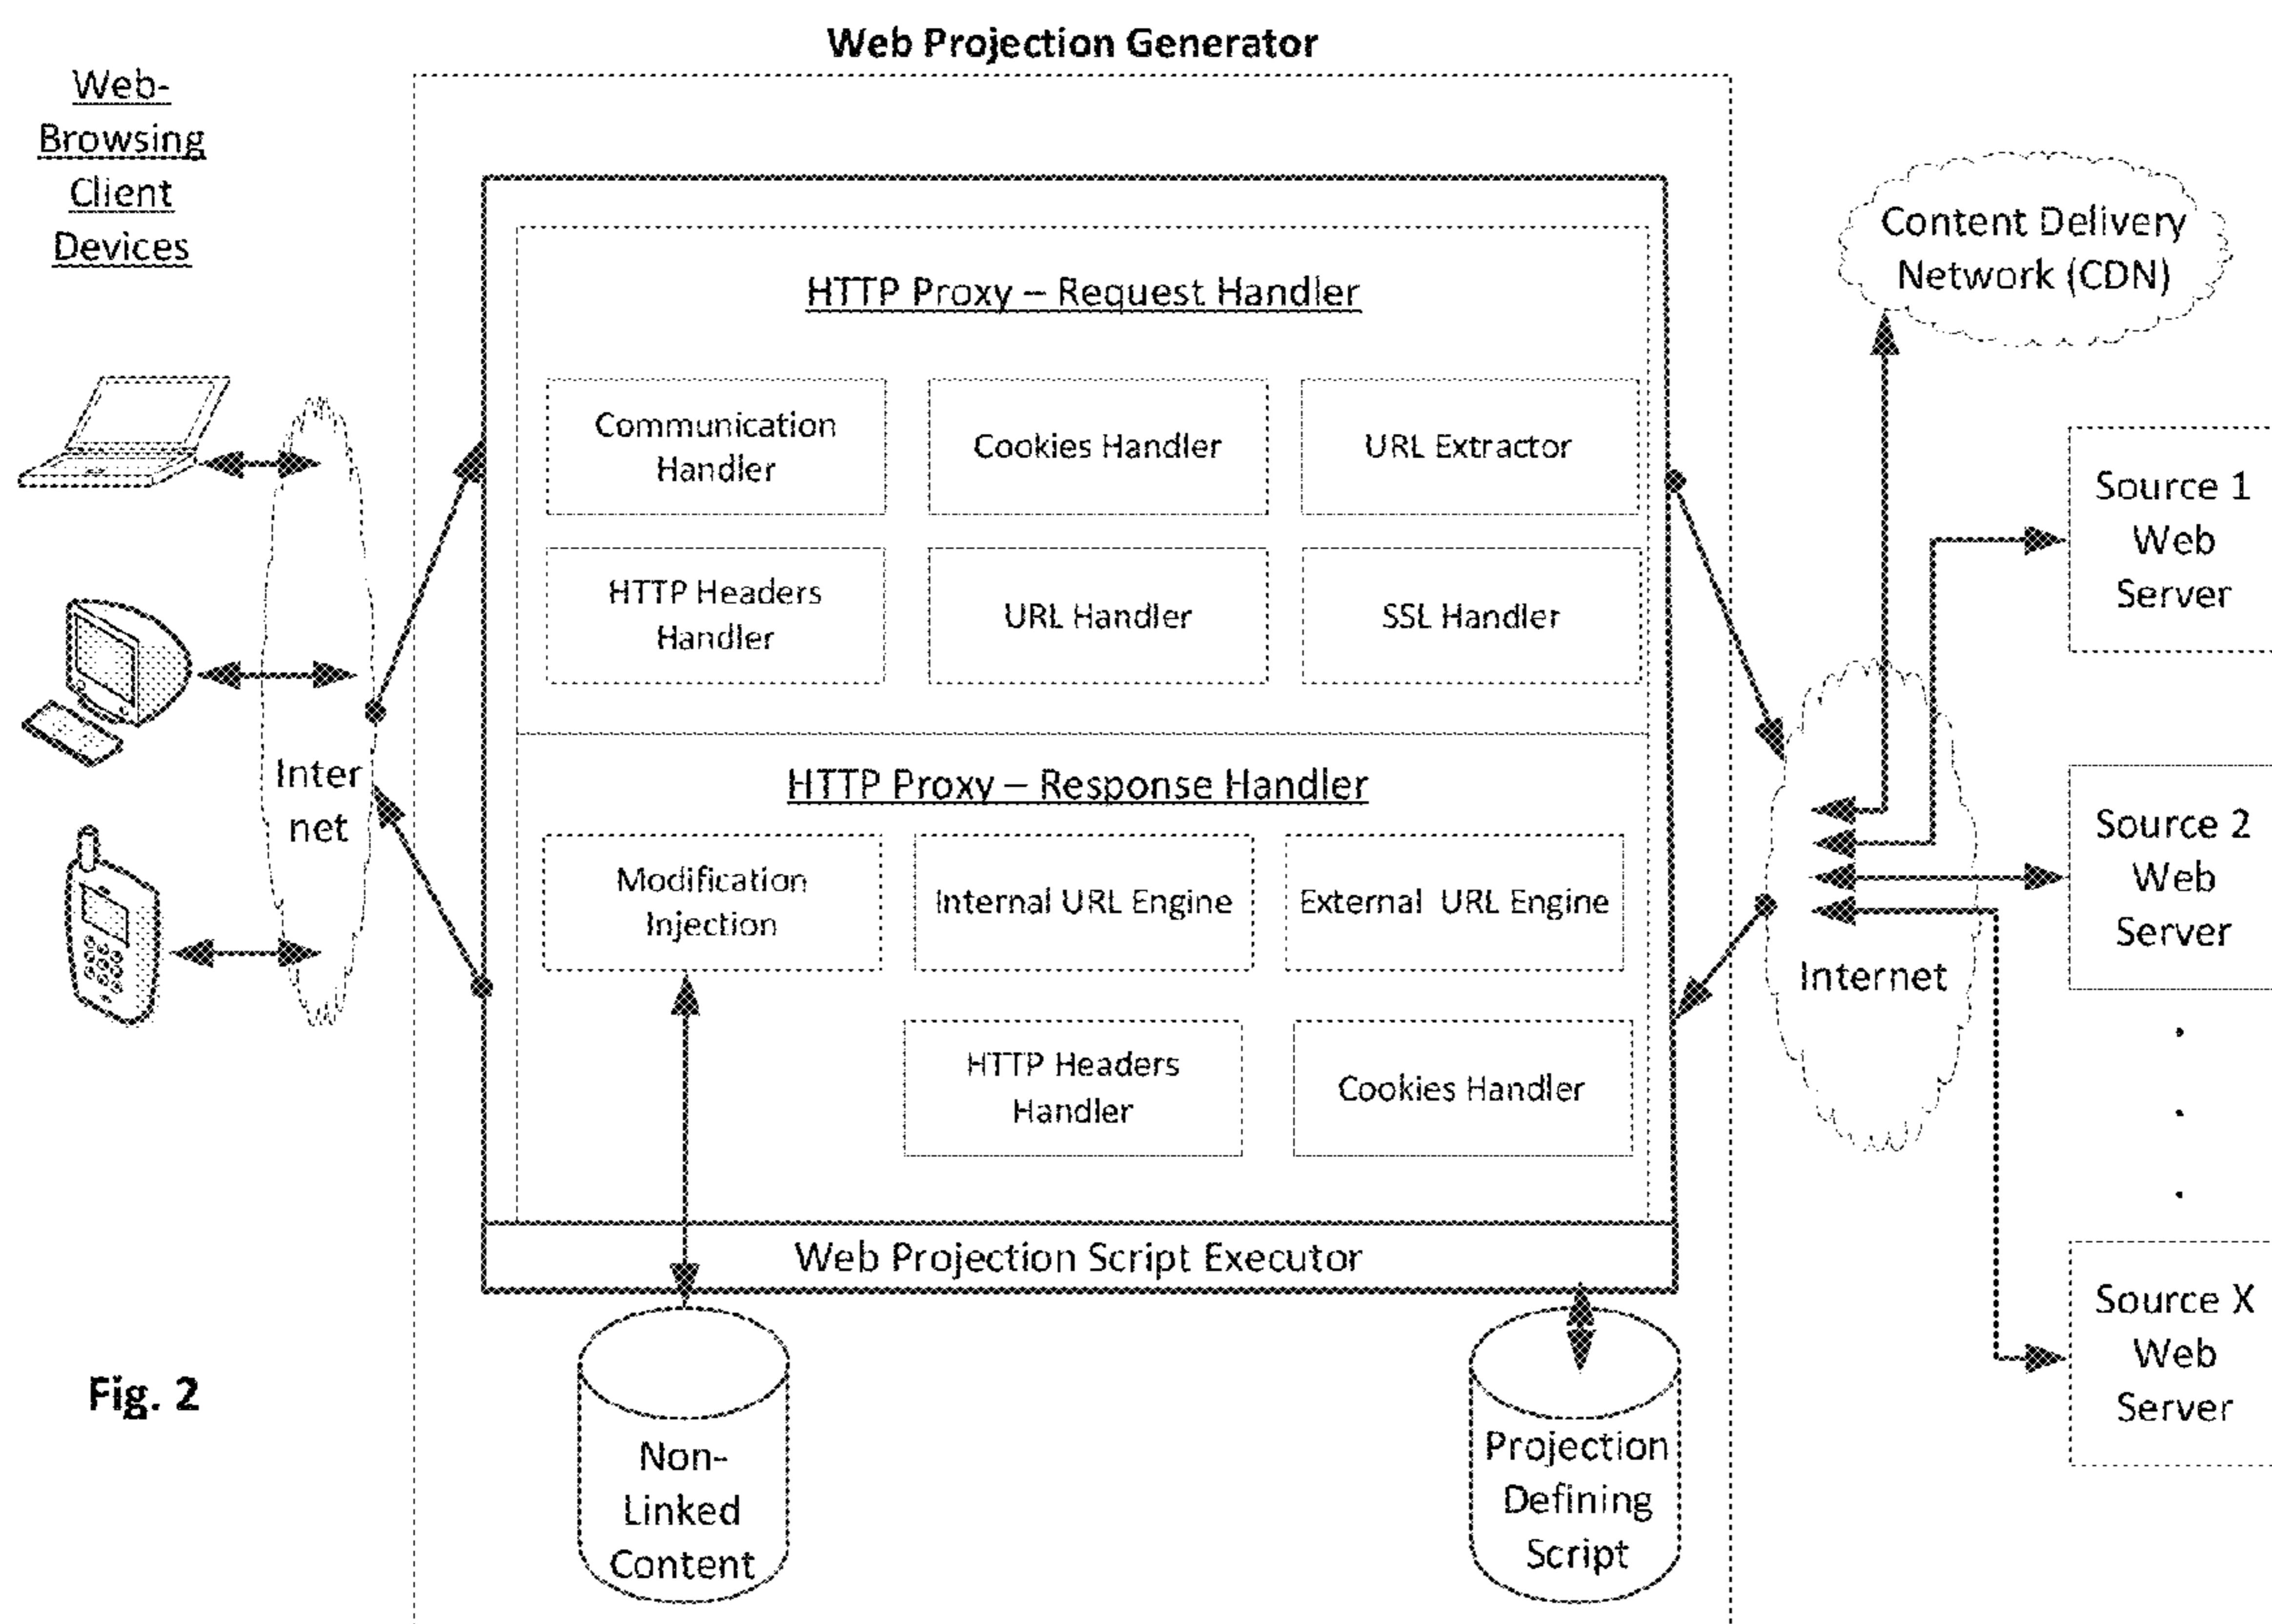 Web Projection Generator
Web-
Browsing
Client
Devices
Inter
net
HTTP Proxy – Request Handler
Communication
Handler
Cookies Handler
URL Extractor
HTTP Headers
Handler
URL Handler
SSL Handler
HTTP Proxy – Response Handler
Modification
Injection
Internal URL Engine
External URL Engine
HTTP Headers
Handler
Cookies Handler
Web Projection Script Executor
Non-
Linked
Content
Projection
Defining
Script
Internet
Content Delivery
Network (CDN)
Source 1
Web
Server
Source 2
Web
Server
.
.
.
Source X
Web
Server
Fig. 2